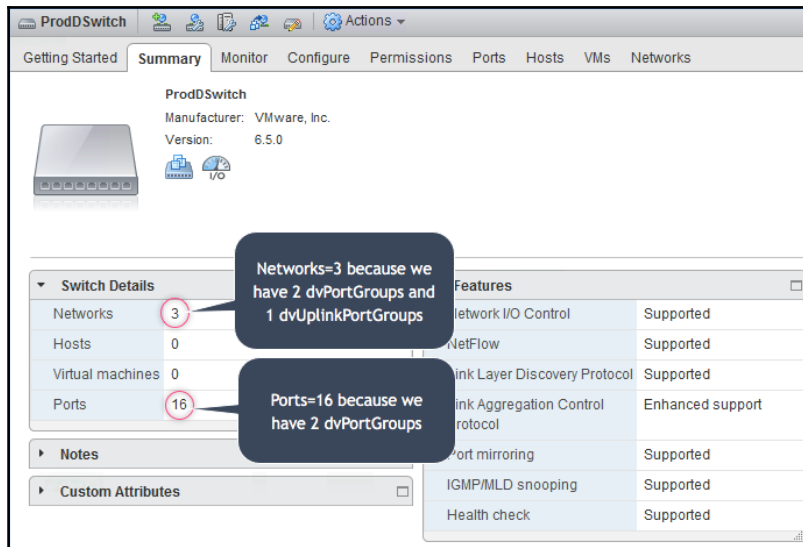 ProdDSwitch Actions
Getting Started Summary Monitor Configure Permissions Ports Hosts VMs Networks
ProdDSwitch
Manufacturer: VMware, Inc.
Version: 6.5.0
I/O
Switch Details
Networks 3
Hosts 0
Virtual machines 0
Ports 16
Notes
Custom Attributes
Networks=3 because we
have 2 dvPortGroups and
1 dvUplinkPortGroups
Ports=16 because we
have 2 dvPortGroups
Features
etwork I/O Control Supported
NetFlow Supported
ink Layer Discovery Protocol Supported
ink Aggregation Control Enhanced support
rotocol
Port mirroring Supported
IGMP/MLD snooping Supported
Health check Supported